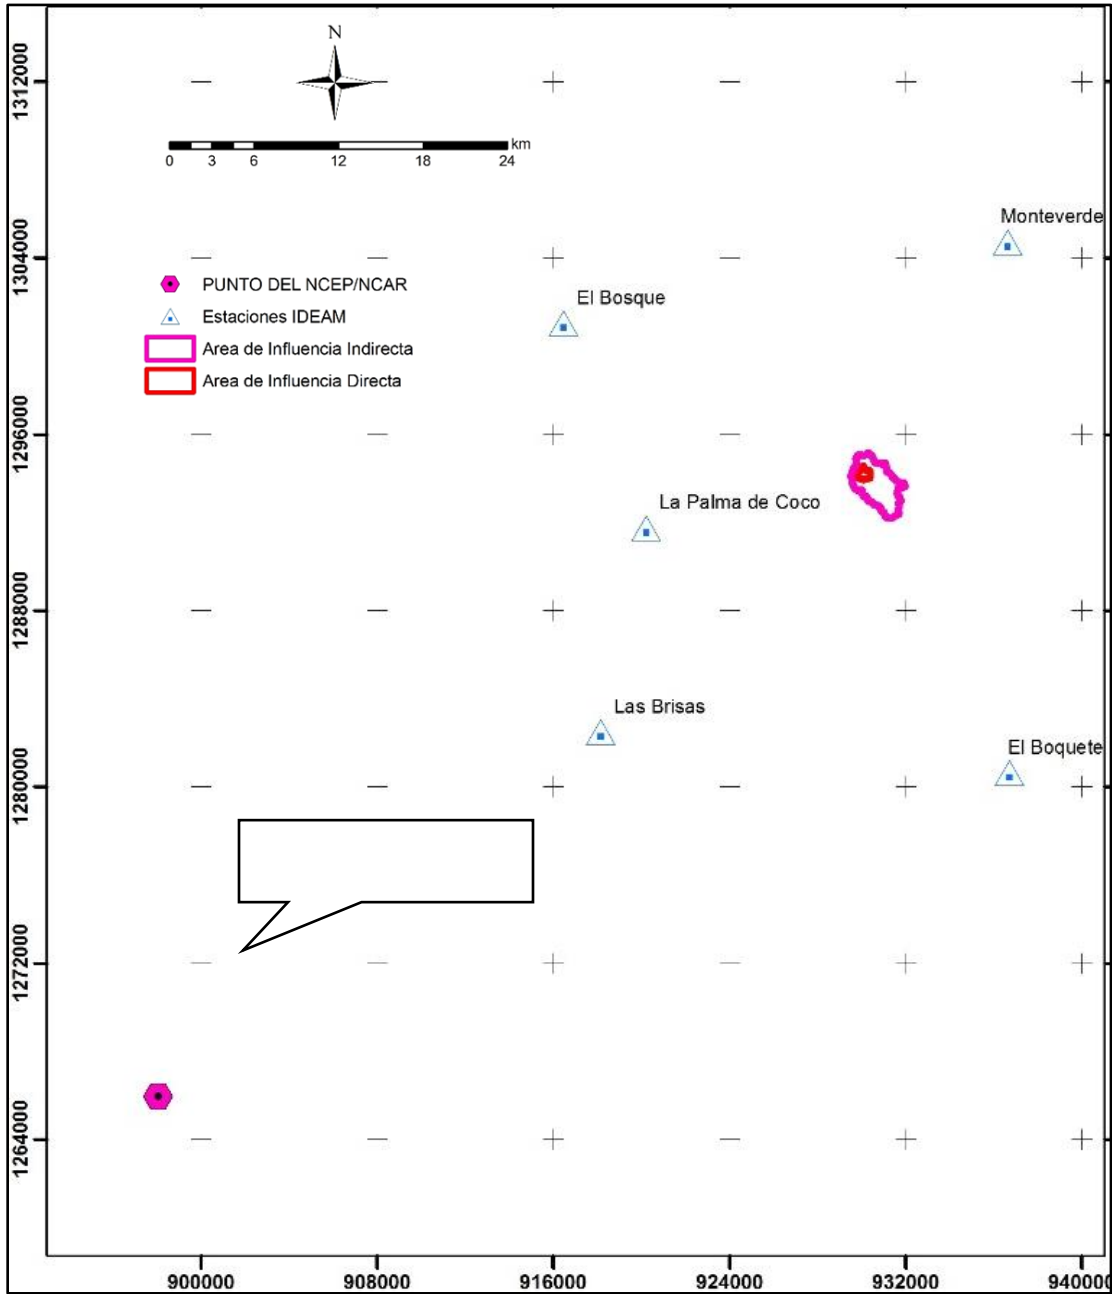 N
km
0 3 6 12 18 24
PUNTO DEL NCEP/NCAR
Estaciones IDEAM
Area de Influencia Indirecta
Area de Influencia Directa
Monteverde
El Bosque
La Palma de Coco
Las Brisas
El Boquete
1312000
1304000
1296000
1288000
1280000
1272000
1264000
900000 908000 916000 924000 932000 940000